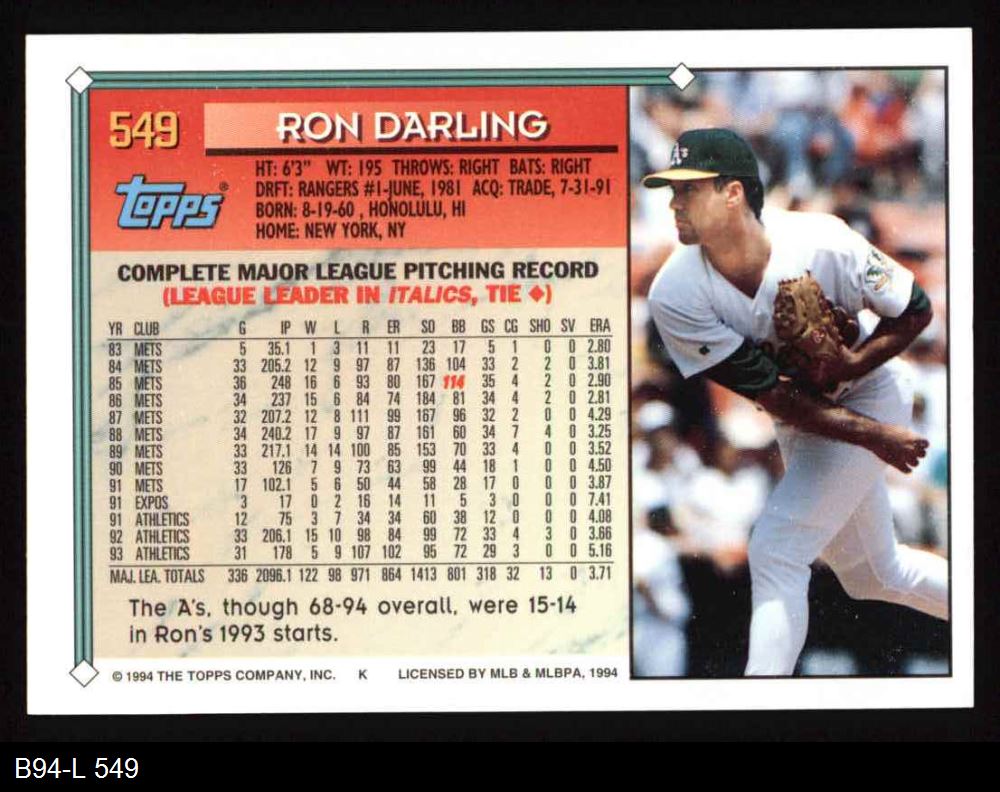 549 RON DARLING
HT: 6'3" WT: 195 THROWS: RIGHT BATS: RIGHT
DRFT: RANGERS #1-JUNE, 1981 ACQ: TRADE, 7-31-91
BORN: 8-19-60 , HONOLULU, HI
HOME: NEW YORK, NY
TOPPS®
COMPLETE MAJOR LEAGUE PITCHING RECORD
(LEAGUE LEADER IN ITALICS, TIE ◆)
YR CLUB G IP W L R ER SO BB GS CG SHO SV ERA
83 METS 5 35.1 1 3 11 11 23 17 5 1 0 0 2.80
84 METS 33 205.2 12 9 97 87 136 104 33 2 2 0 3.81
85 METS 36 248 16 6 93 80 167 114 35 4 2 0 2.90
86 METS 34 237 15 6 84 74 184 81 34 4 2 0 2.81
87 METS 32 207.2 12 8 111 99 167 96 32 2 0 0 4.29
88 METS 34 240.2 17 9 97 87 161 60 34 7 4 0 3.25
89 METS 33 217.1 14 14 100 85 153 70 33 4 0 0 3.52
90 METS 33 126 7 9 73 63 99 44 18 1 0 0 4.50
91 METS 17 102.1 5 6 50 44 58 28 17 0 0 0 3.87
91 EXPOS 3 17 0 2 16 14 11 5 3 0 0 0 7.41
91 ATHLETICS 12 75 3 7 34 34 60 38 12 0 0 0 4.08
92 ATHLETICS 33 206.1 15 10 98 84 99 72 33 4 3 0 3.66
93 ATHLETICS 31 178 5 9 107 102 95 72 29 3 0 0 5.16
MAJ. LEA. TOTALS 336 2096.1 122 98 971 864 1413 801 318 32 13 0 3.71
The A's, though 68-94 overall, were 15-14
in Ron's 1993 starts.
© 1994 THE TOPPS COMPANY, INC. K LICENSED BY MLB & MLBPA, 1994
A's
B94-L 549